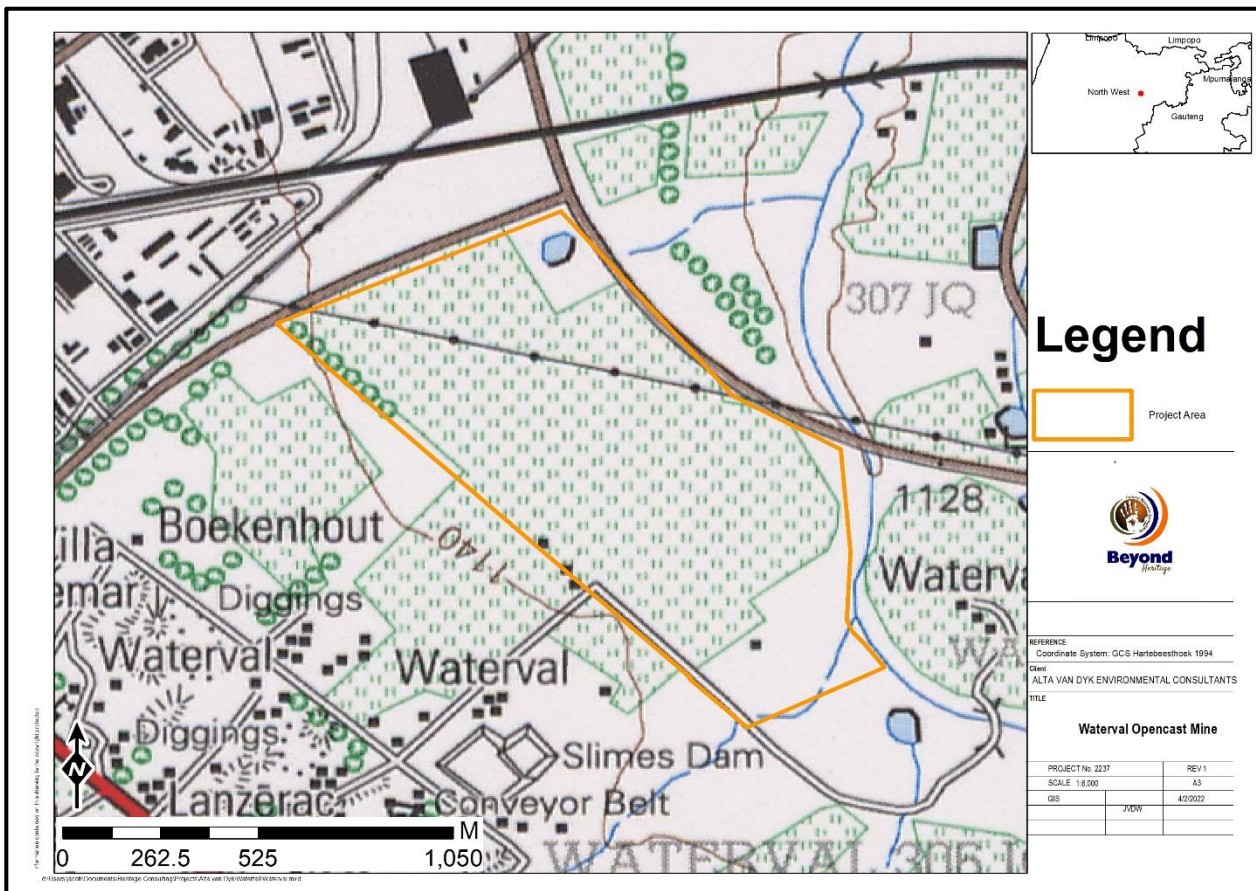 307 JQ
1128
Waterva
Boekenhout
1140
Diggings
Waterval
Waterval
Diggings
Lanzerac
Slimes Dam
Conveyor Belt
N
M
0 262.5 525 1,050
Limpopo
Limpopo
North West
Mpumalanga
Gauteng
Legend
Project Area
Beyond
Heritage
REFERENCE
Coordinate System: GCS Hartebeesthoek 1994
Client
ALTA VAN DYK ENVIRONMENTAL CONSULTANTS
TITLE
Waterval Opencast Mine
PROJECT No. 2237 REV 1
SCALE 1:8,000 A3
GIS JVDW 4/2/2022